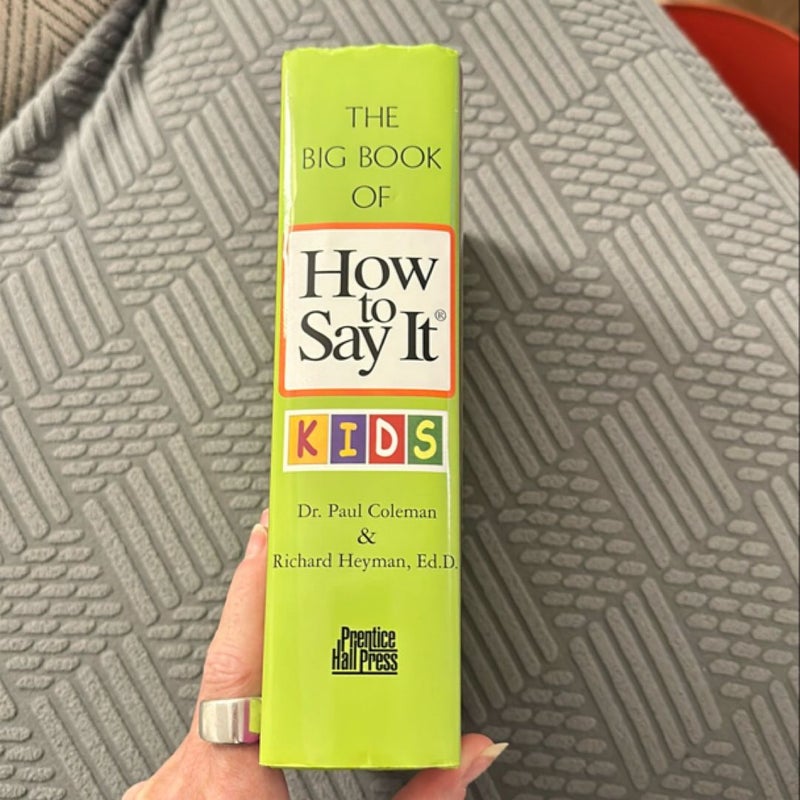 THE
BIG BOOK
OF
How
to
Say It®
KIDS
Dr. Paul Coleman
&
Richard Heyman, Ed.D.
Prentice
Hall Press